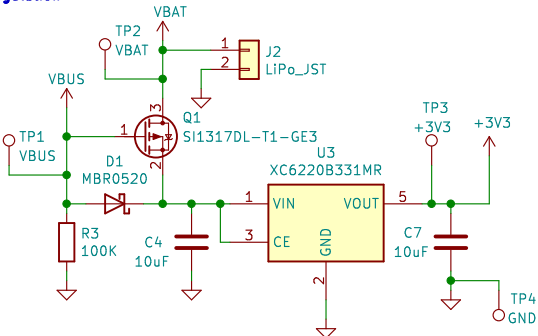 TP2
VBAT
VBAT
1
2
J2
LiPo_JST
VBUS
3
Q1
1
SI1317DL-T1-GE3
2
TP1
VBUS
D1
MBR0520
TP3
+3V3
+3V3
U3
XC6220B331MR
1
VIN
VOUT
5
3
CE
GND
2
R3
100K
C4
10uF
C7
10uF
TP4
GND